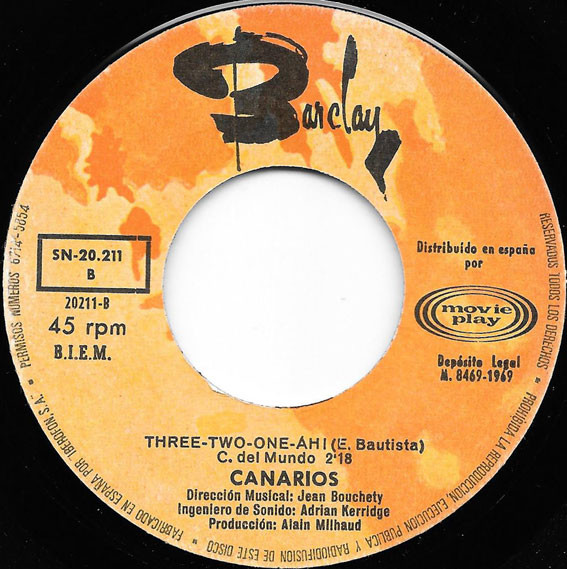 Barclay
SN-20.211
B
20211-B
45 rpm
B.I.E.M.
Distribuido en españa
por
movie
play
Depósito Legal
M. 8469-1969
THREE-TWO-ONE-ÁH! (E. Bautista)
C. del Mundo 2'18
CANARIOS
Dirección Musical: Jean Bouchety
Ingeniero de Sonido: Adrian Kerridge
Producción: Alain Milhaud
FABRICADO EN ESPAÑA POR "IBEROFON, S. A." - PERMISOS NUMEROS 6714-5854
RESERVADOS TODOS LOS DERECHOS - PROHIBIDA LA REPRODUCCION, EJECUCION PUBLICA Y RADIODIFUSION DE ESTE DISCO